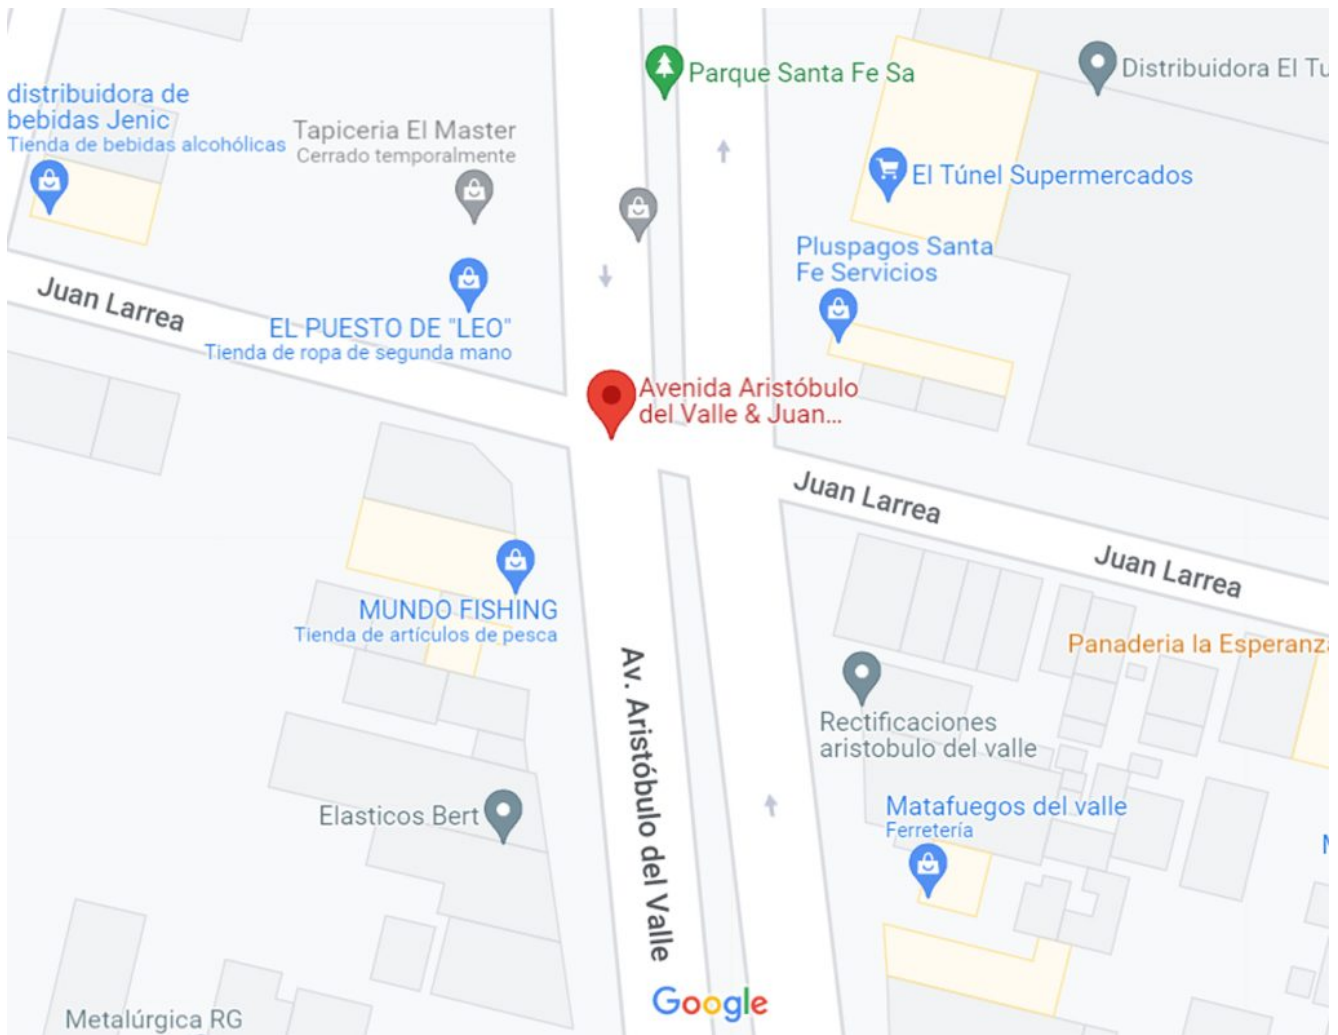 Parque Santa Fe Sa
Distribuidora El Tu
distribuidora de
bebidas Jenic
Tienda de bebidas alcohólicas
Tapiceria El Master
Cerrado temporalmente
El Túnel Supermercados
Pluspagos Santa
Fe Servicios
Juan Larrea
EL PUESTO DE "LEO"
Tienda de ropa de segunda mano
Avenida Aristóbulo
del Valle & Juan...
Juan Larrea
Juan Larrea
MUNDO FISHING
Tienda de artículos de pesca
Panaderia la Esperanza
Av. Aristóbulo del Valle
Rectificaciones
aristobulo del valle
Elasticos Bert
Matafuegos del valle
Ferretería
Google
Metalúrgica RG